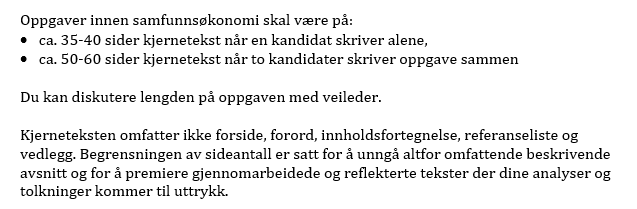 Oppgaver innen samfunnsøkonomi skal være på:
• ca. 35-40 sider kjernetekst når en kandidat skriver alene,
• ca. 50-60 sider kjernetekst når to kandidater skriver oppgave sammen
Du kan diskutere lengden på oppgaven med veileder.
Kjerneteksten omfatter ikke forside, forord, innholdsfortegnelse, referanseliste og
vedlegg. Begrensningen av sideantall er satt for å unngå altfor omfattende beskrivende
avsnitt og for å premiere gjennomarbeidede og reflekterte tekster der dine analyser og
tolkninger kommer til uttrykk.